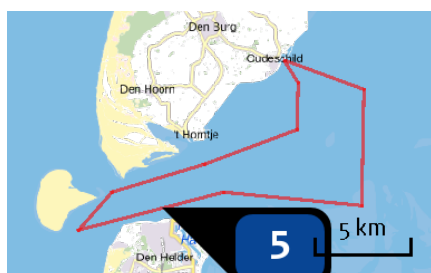 Den Burg
Oudeschild
Den Hoorn
't Horntje
5
5 km
Den Helder